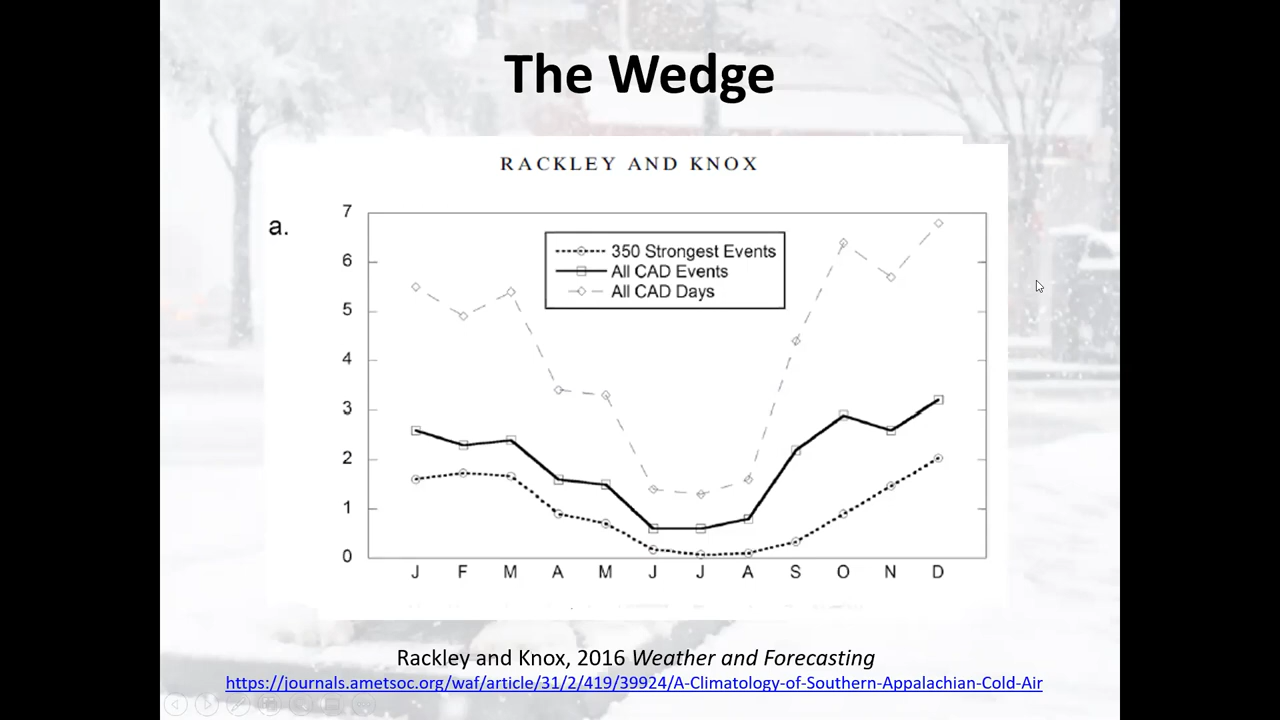 The Wedge
RACKLEY AND KNOX
a.
7
6
5
4
3
2
1
0
350 Strongest Events
All CAD Events
All CAD Days
J F M A M J J A S O N D
Rackley and Knox, 2016 Weather and Forecasting
https://journals.ametsoc.org/waf/article/31/2/419/39924/A-Climatology-of-Southern-Appalachian-Cold-Air